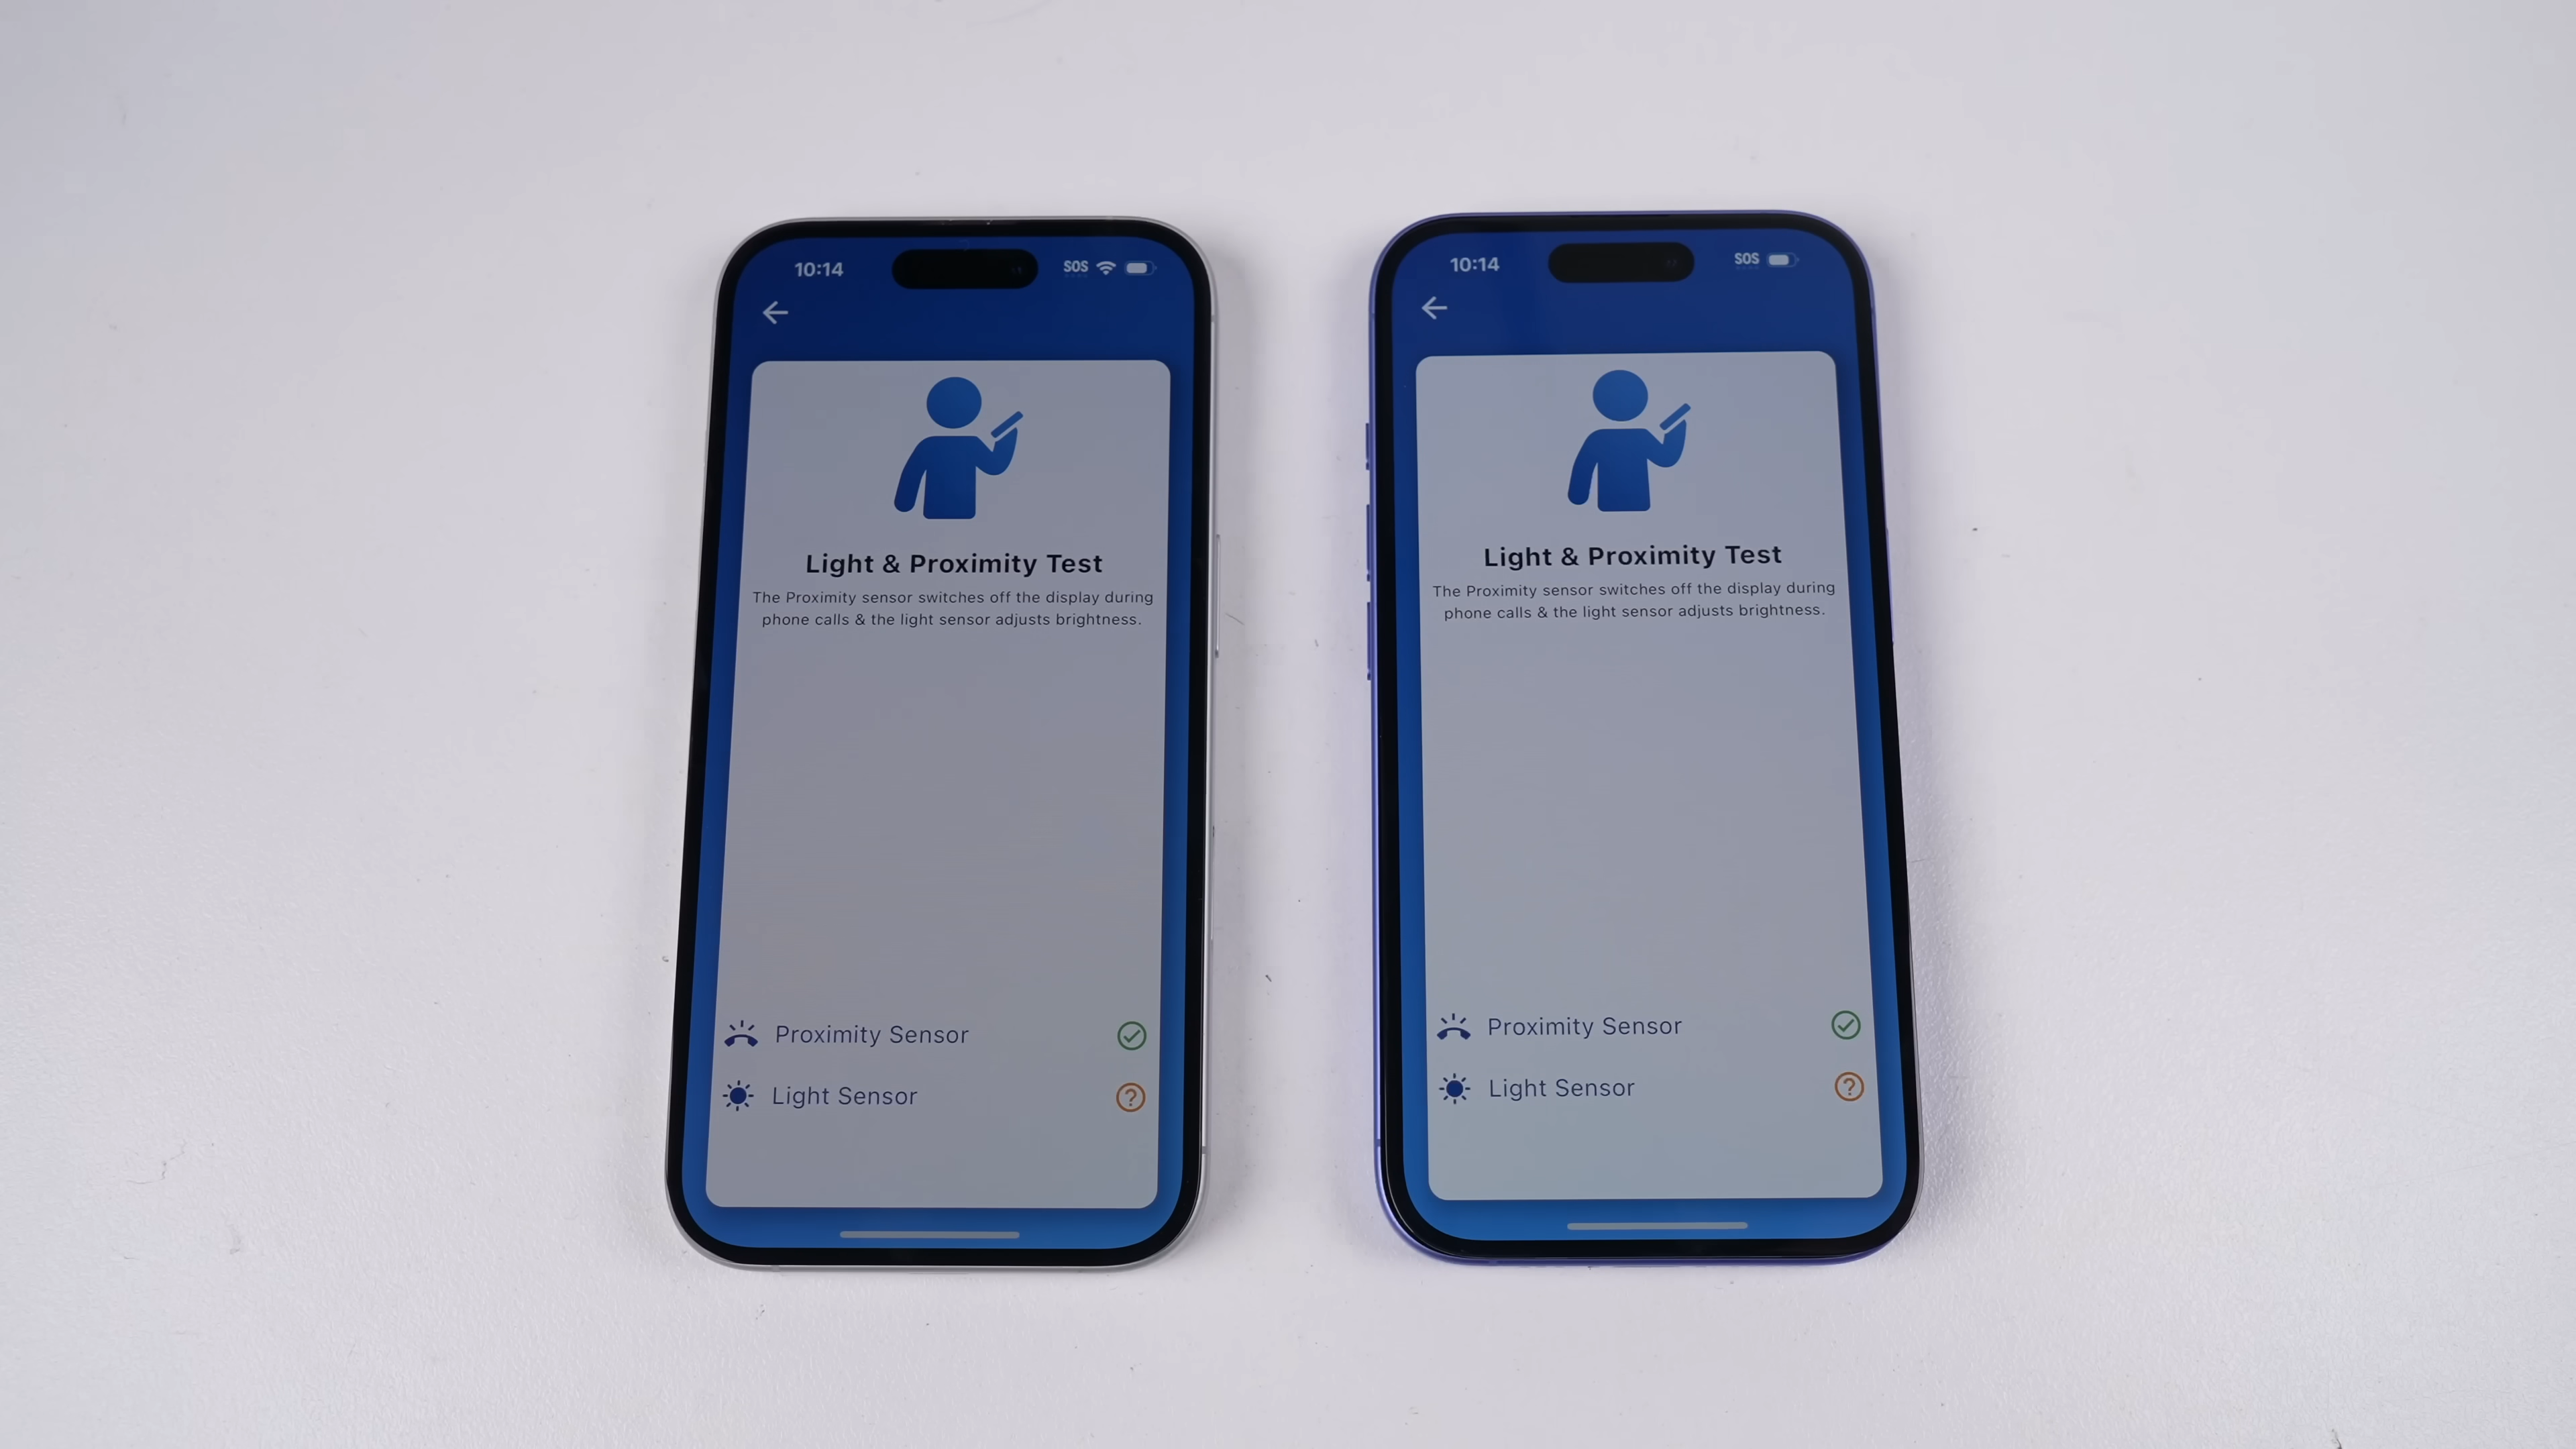 10:14
SOS
Light & Proximity Test
The Proximity sensor switches off the display during
phone calls & the light sensor adjusts brightness.
Proximity Sensor
Light Sensor
10:14
SOS
Light & Proximity Test
The Proximity sensor switches off the display during
phone calls & the light sensor adjusts brightness.
Proximity Sensor
Light Sensor